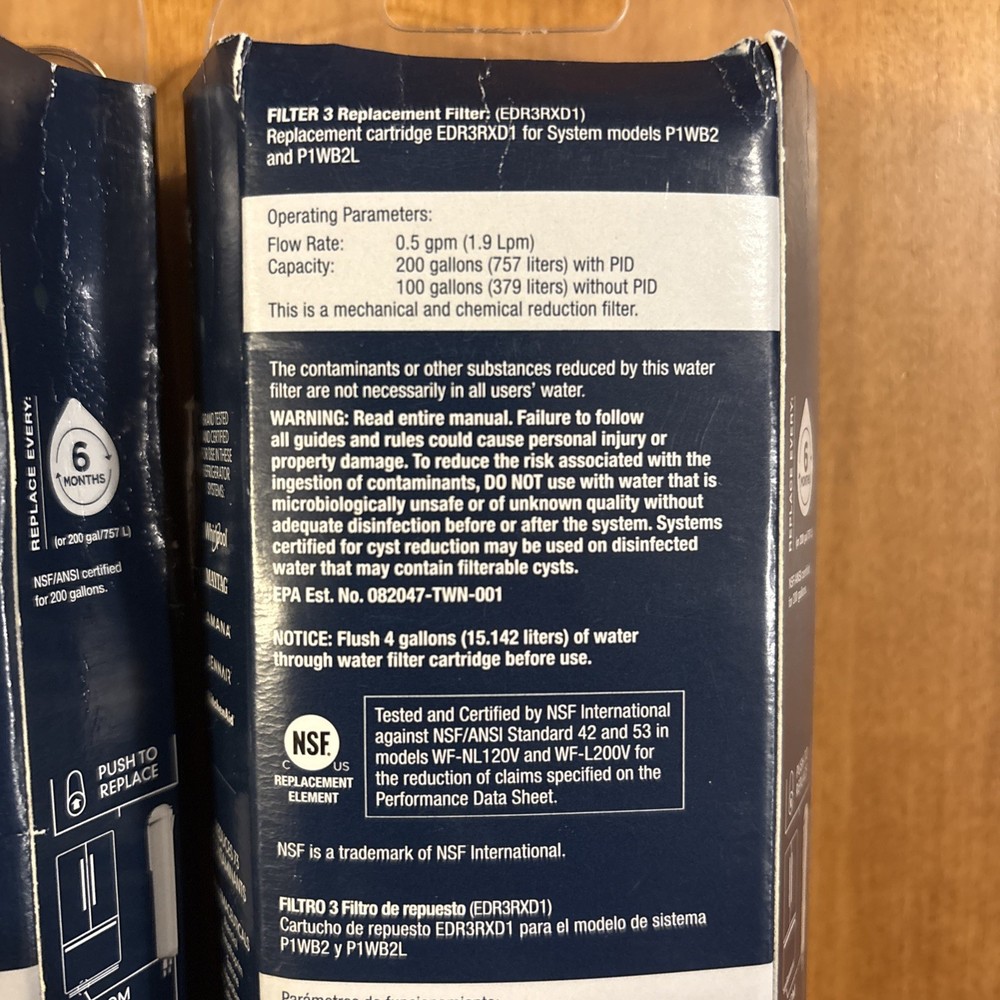 FILTER 3 Replacement Filter: (EDR3RXD1)
Replacement cartridge EDR3RXD1 for System models P1WB2
and P1WB2L
Operating Parameters:
Flow Rate: 0.5 gpm (1.9 Lpm)
Capacity: 200 gallons (757 liters) with PID
100 gallons (379 liters) without PID
This is a mechanical and chemical reduction filter.
The contaminants or other substances reduced by this water
filter are not necessarily in all users' water.
WARNING: Read entire manual. Failure to follow
all guides and rules could cause personal injury or
property damage. To reduce the risk associated with the
ingestion of contaminants, DO NOT use with water that is
microbiologically unsafe or of unknown quality without
adequate disinfection before or after the system. Systems
certified for cyst reduction may be used on disinfected
water that may contain filterable cysts.
EPA Est. No. 082047-TWN-001
NOTICE: Flush 4 gallons (15.142 liters) of water
through water filter cartridge before use.
NSF.
C US
REPLACEMENT
ELEMENT
Tested and Certified by NSF International
against NSF/ANSI Standard 42 and 53 in
models WF-NL120V and WF-L200V for
the reduction of claims specified on the
Performance Data Sheet.
NSF is a trademark of NSF International.
FILTRO 3 Filtro de repuesto (EDR3RXD1)
Cartucho de repuesto EDR3RXD1 para el modelo de sistema
P1WB2 y P1WB2L
Parámetros de funcionamiento:
REPLACE EVERY:
6
MONTHS
(or 200 gal/757 L)
NSF/ANSI certified
for 200 gallons.
PUSH TO
REPLACE
Whirlpool
MAYTAG
AMANA
REPLACE EVERY:
6
MONTHS